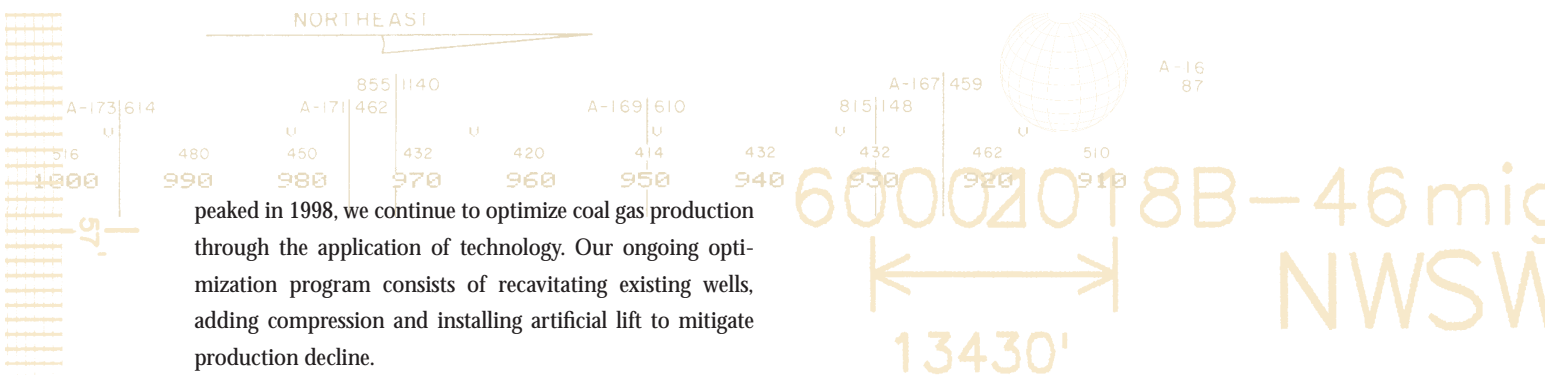 NORTHEAST
A-16
87
855 1140
A-167 459
A-173 614
A-171 462
A-169 610
815 148
U U U U U U
516 480 450 432 420 414 432 432 462 510
1000 990 980 970 960 950 940 930 920 910
60002018B-46mig
57'
NWSW
13430'
peaked in 1998, we continue to optimize coal gas production
through the application of technology. Our ongoing opti-
mization program consists of recavitating existing wells,
adding compression and installing artificial lift to mitigate
production decline.